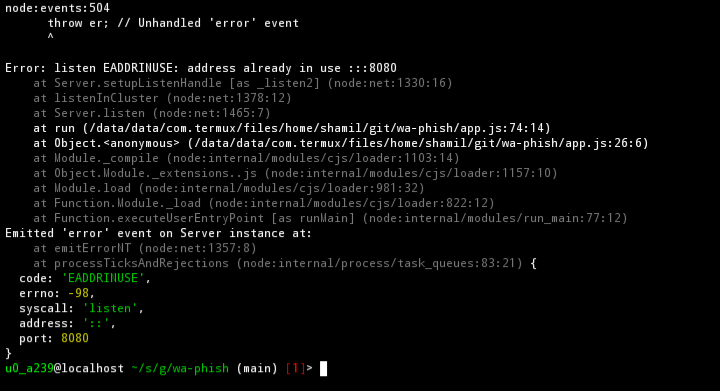 node:events:504
      throw er; // Unhandled 'error' event
      ^

Error: listen EADDRINUSE: address already in use :::8080
    at Server.setupListenHandle [as _listen2] (node:net:1330:16)
    at listenInCluster (node:net:1378:12)
    at Server.listen (node:net:1465:7)
    at run (/data/data/com.termux/files/home/shamil/git/wa-phish/app.js:74:14)
    at Object.<anonymous> (/data/data/com.termux/files/home/shamil/git/wa-phish/app.js:26:6)
    at Module._compile (node:internal/modules/cjs/loader:1103:14)
    at Object.Module._extensions..js (node:internal/modules/cjs/loader:1157:10)
    at Module.load (node:internal/modules/cjs/loader:981:32)
    at Function.Module._load (node:internal/modules/cjs/loader:822:12)
    at Function.executeUserEntryPoint [as runMain] (node:internal/modules/run_main:77:12)
Emitted 'error' event on Server instance at:
    at emitErrorNT (node:net:1357:8)
    at processTicksAndRejections (node:internal/process/task_queues:83:21) {
  code: 'EADDRINUSE',
  errno: -98,
  syscall: 'listen',
  address: '::',
  port: 8080
}
u0_a239@localhost ~/s/g/wa-phish (main) [1]>